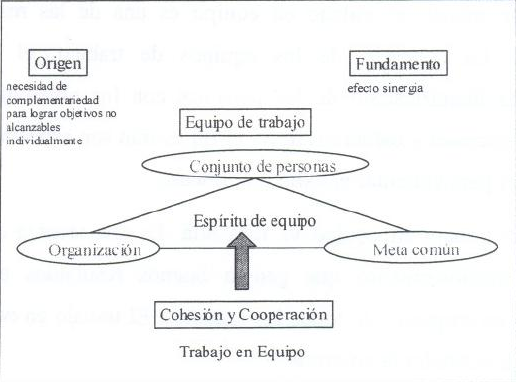 Origen
necesidad de
complementariedad
para lograr objetivos no
alcanzables
individualmente
Fundamento
efecto sinergia
Equipo de trabajo
Conjunto de personas
Espíritu de equipo
Organización
Meta común
Cohesión y Cooperación
Trabajo en Equipo